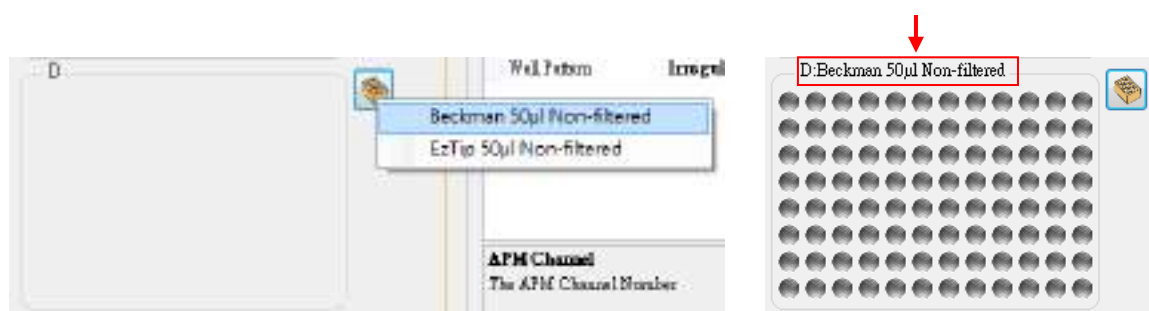 D
Well Pattern Irregul
Beckman 50µl Non-filtered
EzTip 50µl Non-filtered
APM Channel
The APM Channel Number
D:Beckman 50µl Non-filtered